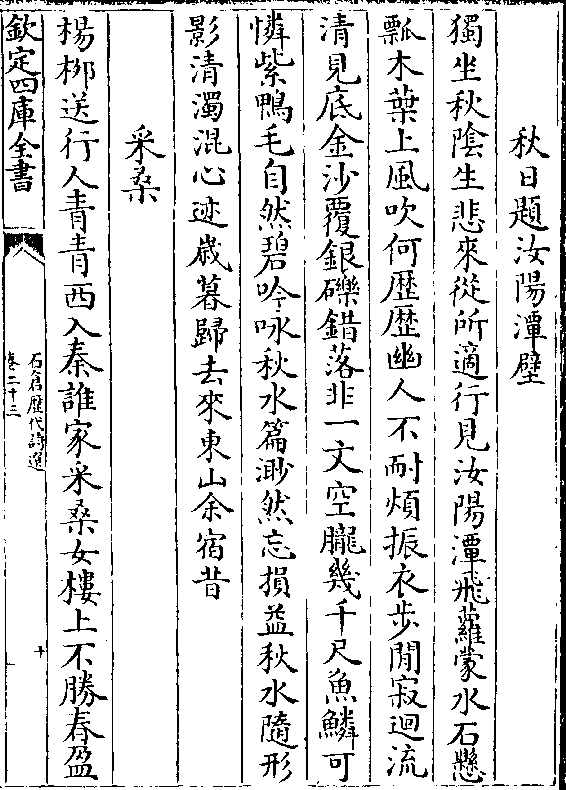 秋日題汝陽潭壁
獨坐秋陰生悲來從所適行見汝陽潭飛蘿蒙水石懸
瓢木葉上風吹何歴歴幽人不耐煩振衣步閒寂迴流
清見底金沙覆銀礫錯落非一文空朧幾千尺魚鱗可
憐紫鴨毛自然碧吟咏秋水篇渺然忘損益秋水隨形
影清濁混心迹歳暮歸去來東山余宿昔
采桑
楊栁送行人青青西入秦誰家采桑女樓上不勝春盈
欽定四庫全書
石倉歴代詩選
卷二十三
十